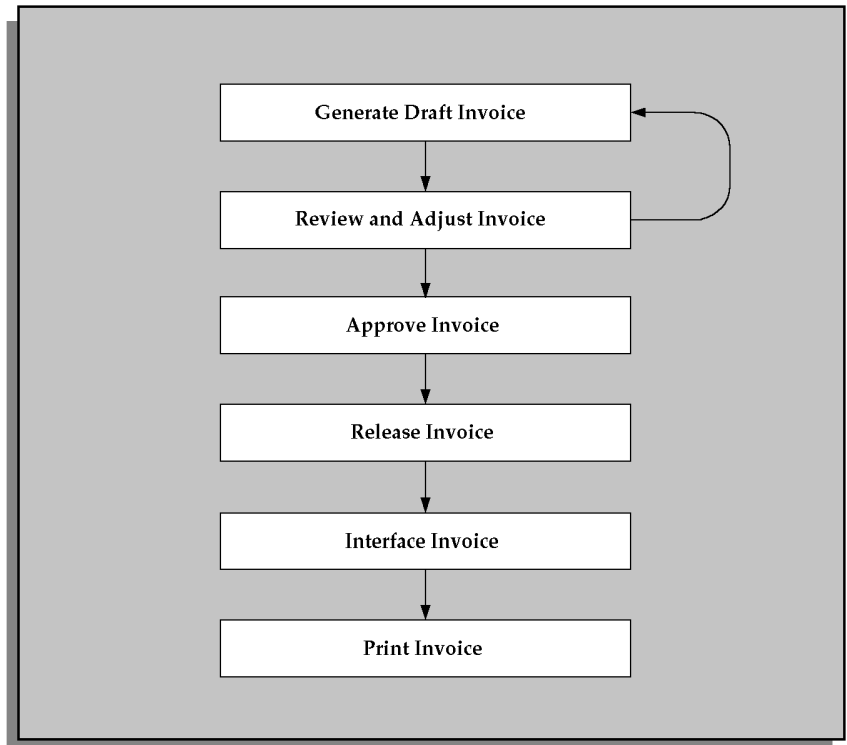 Generate Draft Invoice
Review and Adjust Invoice
Approve Invoice
Release Invoice
Interface Invoice
Print Invoice